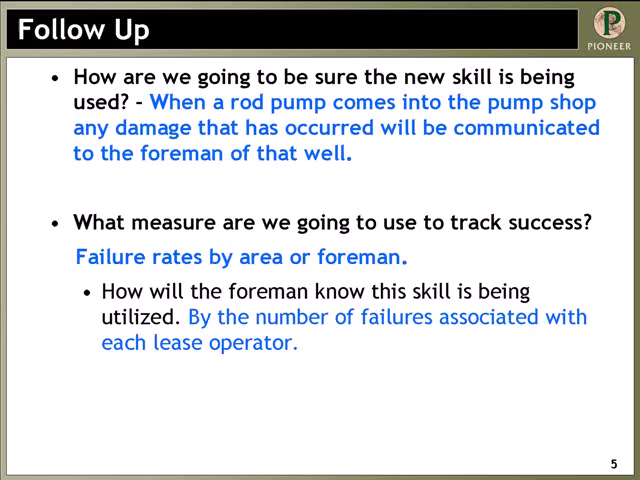 Follow Up
P
PIONEER
• How are we going to be sure the new skill is being
used? - When a rod pump comes into the pump shop
any damage that has occurred will be communicated
to the foreman of that well.
• What measure are we going to use to track success?
Failure rates by area or foreman.
• How will the foreman know this skill is being
utilized. By the number of failures associated with
each lease operator.
5